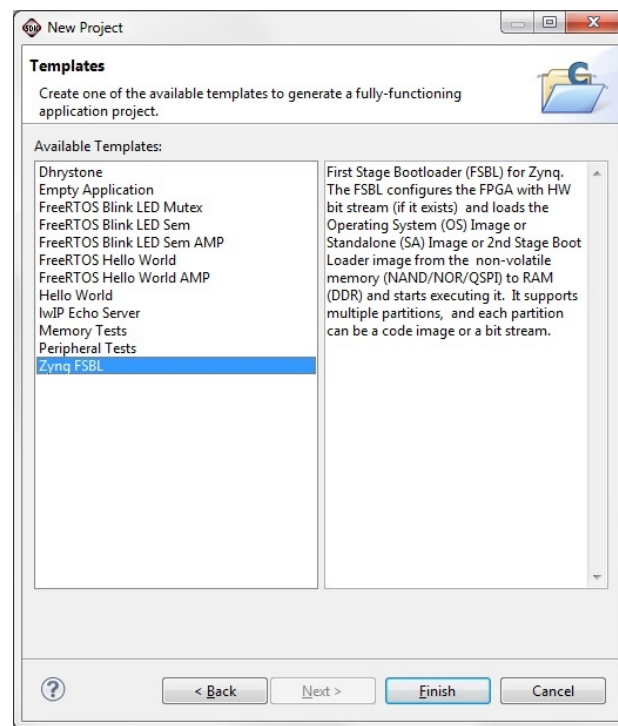 New Project
Templates
Create one of the available templates to generate a fully-functioning
application project.
Available Templates:
Dhrystone
Empty Application
FreeRTOS Blink LED Mutex
FreeRTOS Blink LED Sem
FreeRTOS Blink LED Sem AMP
FreeRTOS Hello World
FreeRTOS Hello World AMP
Hello World
lwIP Echo Server
Memory Tests
Peripheral Tests
Zynq FSBL
First Stage Bootloader (FSBL) for Zynq.
The FSBL configures the FPGA with HW
bit stream (if it exists) and loads the
Operating System (OS) Image or
Standalone (SA) Image or 2nd Stage Boot
Loader image from the non-volatile
memory (NAND/NOR/QSPI) to RAM
(DDR) and starts executing it. It supports
multiple partitions, and each partition
can be a code image or a bit stream.
< Back
Next >
Finish
Cancel